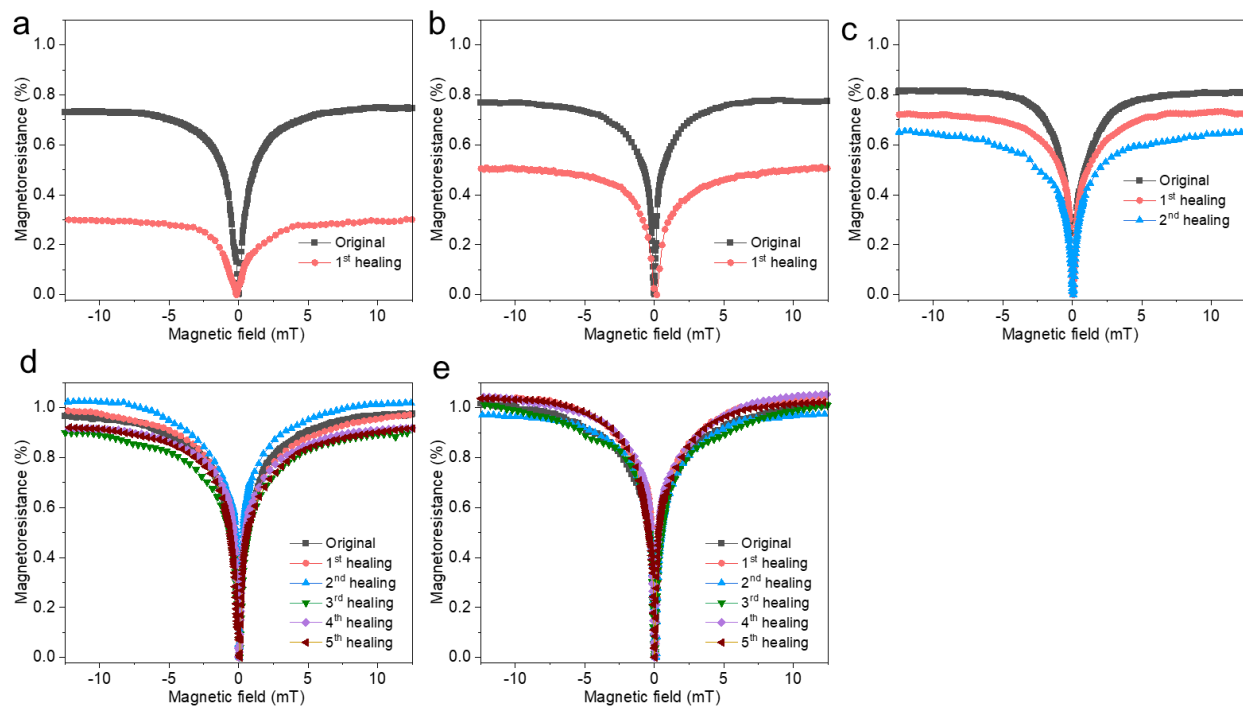 a
1.0
0.8
0.6
0.4
0.2
0.0
Magnetoresistance (%)
-10 -5 0 5 10
Magnetic field (mT)
Original
1st healing
b
1.0
0.8
0.6
0.4
0.2
0.0
Magnetoresistance (%)
-10 -5 0 5 10
Magnetic field (mT)
Original
1st healing
c
1.0
0.8
0.6
0.4
0.2
0.0
Magnetoresistance (%)
-10 -5 0 5 10
Magnetic field (mT)
Original
1st healing
2nd healing
d
1.0
0.8
0.6
0.4
0.2
0.0
Magnetoresistance (%)
-10 -5 0 5 10
Magnetic field (mT)
Original
1st healing
2nd healing
3rd healing
4th healing
5th healing
e
1.0
0.8
0.6
0.4
0.2
0.0
Magnetoresistance (%)
-10 -5 0 5 10
Magnetic field (mT)
Original
1st healing
2nd healing
3rd healing
4th healing
5th healing